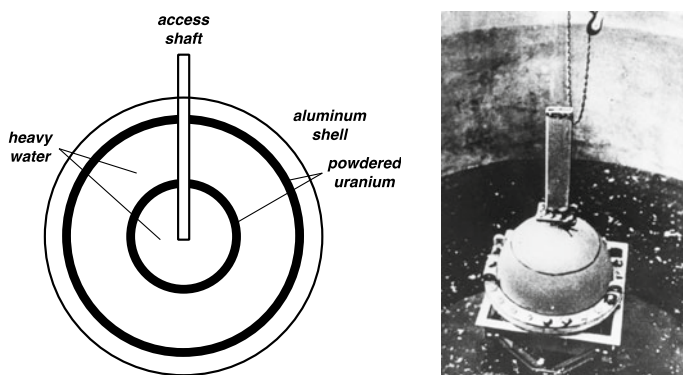 access
shaft
aluminum
shell
heavy
water
powdered
uranium